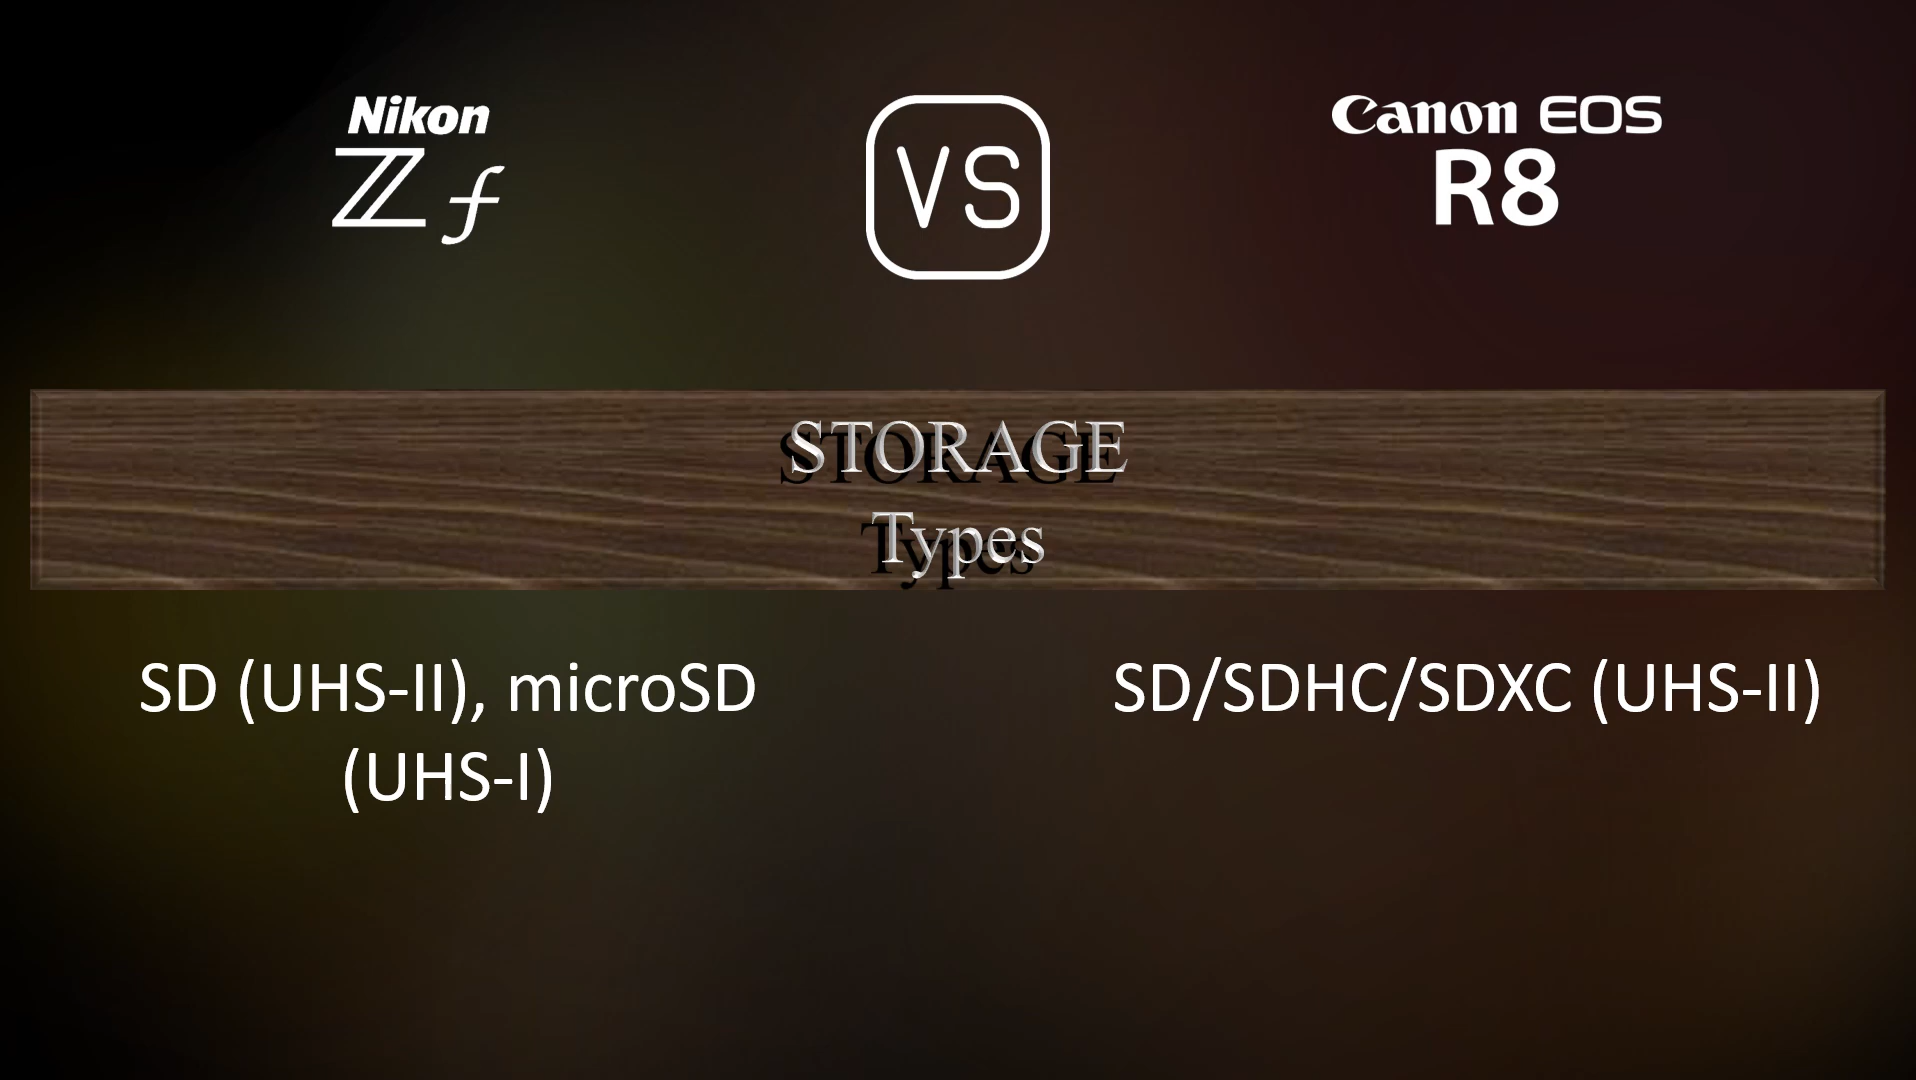 Nikon
Z f
VS
Canon EOS
R8
STORAGE
Types
SD (UHS-II), microSD
(UHS-I)
SD/SDHC/SDXC (UHS-II)